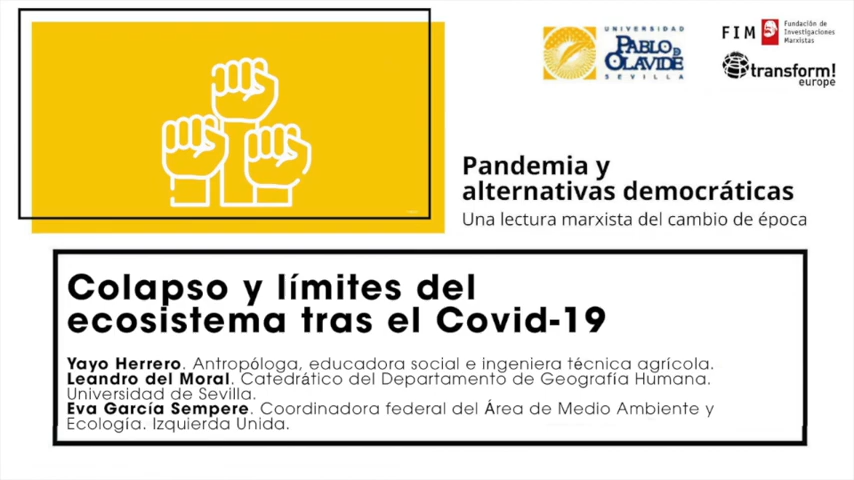 UNIVERSIDAD
PABLO D
OLAVIDE
SEVILLA
FIM
Fundación de
Investigaciones
Marxistas
transform!
europe
Pandemia y
alternativas democráticas
Una lectura marxista del cambio de época
Colapso y límites del
ecosistema tras el Covid-19
Yayo Herrero. Antropóloga, educadora social e ingeniera técnica agrícola.
Leandro del Moral. Catedrático del Departamento de Geografía Humana.
Universidad de Sevilla.
Eva García Sempere. Coordinadora federal del Área de Medio Ambiente y
Ecología. Izquierda Unida.